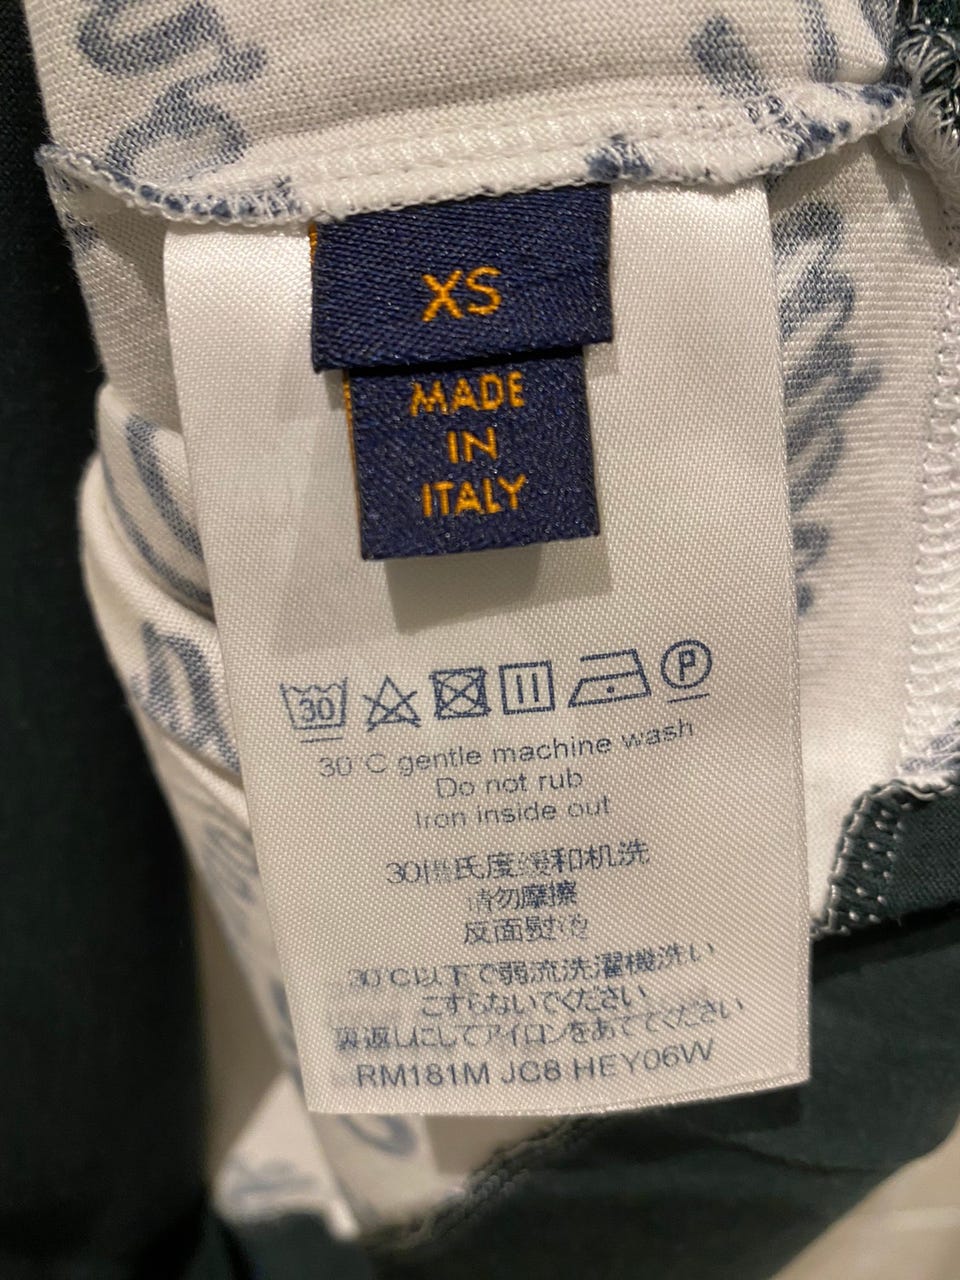 XS
MADE
IN
ITALY
30
P
30°C gentle machine wash
Do not rub
Iron inside out
30摄氏度缓和机洗
请勿摩擦
反面熨烫
30℃以下で弱流洗濯機洗い
こすらないでください
裏返しにしてアイロンをあててください
RM181M JC8 HEY06W